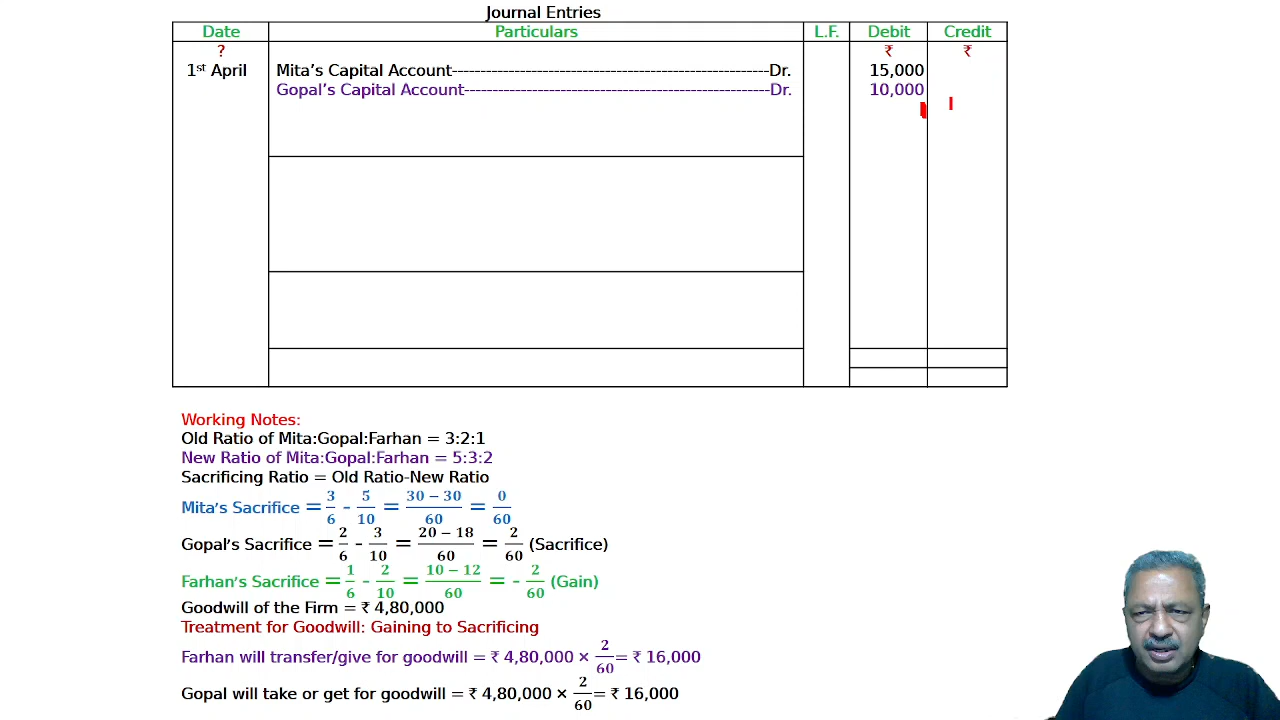 Journal Entries
Date Particulars L.F. Debit Credit
? ₹ ₹
1st April Mita’s Capital Account----------------------------------------------------------------Dr. 15,000
Gopal’s Capital Account--------------------------------------------------------------Dr. 10,000
Working Notes:
Old Ratio of Mita:Gopal:Farhan = 3:2:1
New Ratio of Mita:Gopal:Farhan = 5:3:2
Sacrificing Ratio = Old Ratio-New Ratio
Mita’s Sacrifice = 3/6 - 5/10 = 30 − 30/60 = 0/60
Gopal’s Sacrifice = 2/6 - 3/10 = 20 − 18/60 = 2/60 (Sacrifice)
Farhan’s Sacrifice = 1/6 - 2/10 = 10 − 12/60 = - 2/60 (Gain)
Goodwill of the Firm = ₹ 4,80,000
Treatment for Goodwill: Gaining to Sacrificing
Farhan will transfer/give for goodwill = ₹ 4,80,000 × 2/60 = ₹ 16,000
Gopal will take or get for goodwill = ₹ 4,80,000 × 2/60 = ₹ 16,000